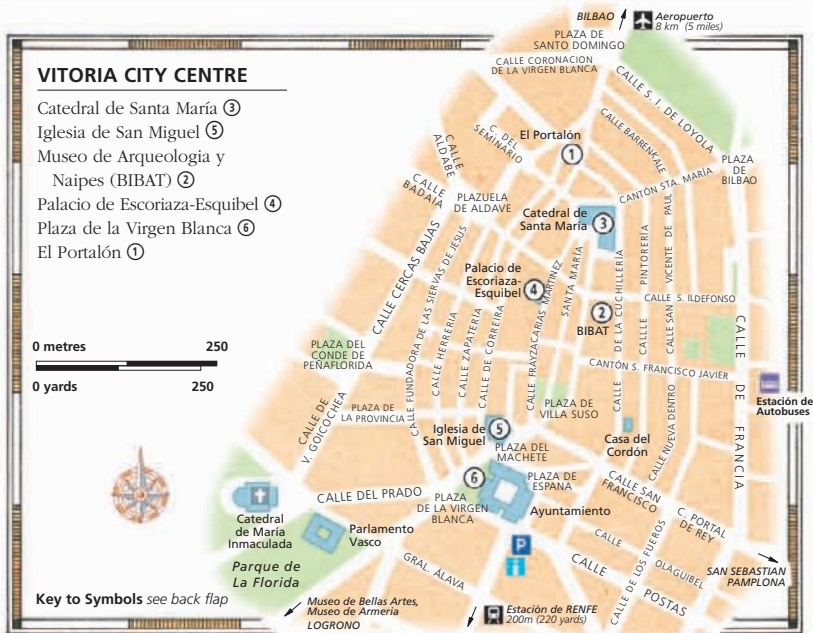 VITORIA CITY CENTRE
Catedral de Santa María ③
Iglesia de San Miguel ⑤
Museo de Arqueologia y
Naipes (BIBAT) ②
Palacio de Escoriaza-Esquibel ④
Plaza de la Virgen Blanca ⑥
El Portalón ①
0 metres 250
0 yards 250
BILBAO
Aeropuerto
8 km (5 miles)
PLAZA DE
SANTO DOMINGO
CALLE CORONACION
DE LA VIRGEN BLANCA
CALLE S. I. DE LOYOLA
CALLE BARRENKALE
C. DEL
SEMINARIO
El Portalón
①
CALLE
ALDABE
CALLE
BADAIA
PLAZUELA
DE ALDAVE
PLAZA
DE
BILBAO
CANTÓN STA. MARÍA
Catedral de
Santa María
③
CALLE CERCAS BAJAS
CALLE FUNDADORA DE LAS SIERVAS DE JESUS
CALLE HERRERIA
CALLE ZAPATERÍA
CALLE DE CORREIRA
CALLE FRAYZACARIAS MARTINEZ
SANTA MARÍA
CALLE DE LA CUCHILLERÍA
CALLLE PINTORERÍA
CALLE SAN VICENTE DE PAUL
Palacio de
Escoriaza-
Esquibel
④
②
BIBAT
CALLE S. ILDEFONSO
CALLE DE FRANCIA
PLAZA DEL
CONDE DE
PEÑAFLORIDA
CANTÓN S. FRANCISCO JAVIER
Estación de
Autobuses
CALLE DE
V. GOICOCHEA
PLAZA DE
LA PROVINCIA
PLAZA DE
VILLA SUSO
Iglesia de
San Miguel
⑤
PLAZA DEL
MACHETE
Casa del
Cordón
CALLE NUEVA DENTRO
⑥
PLAZA DE
ESPAÑA
CALLE DEL PRADO
PLAZA
DE LA VIRGEN
BLANCA
Ayuntamiento
CALLE SAN
FRANCISCO
C. PORTAL
DE REY
Catedral
de María
Inmaculada
Parlamento
Vasco
Parque de
La Florida
GRAL. ALAVA
P
i
CALLE
OLAGUIBEL
CALLE
POSTAS
CALLE DE LOS FUEROS
SAN SEBASTIAN
PAMPLONA
Key to Symbols see back flap
Museo de Bellas Artes,
Museo de Armería
LOGRONO
Estación de RENFE
200m (220 yards)